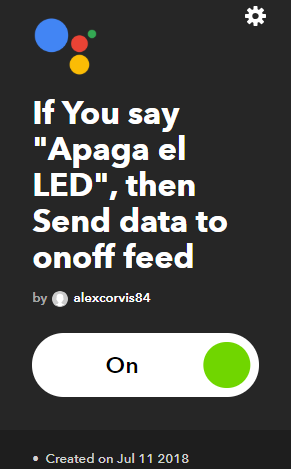 If You say
"Apaga el
LED", then
Send data to
onoff feed
by alexcorvis84
On
• Created on Jul 11 2018